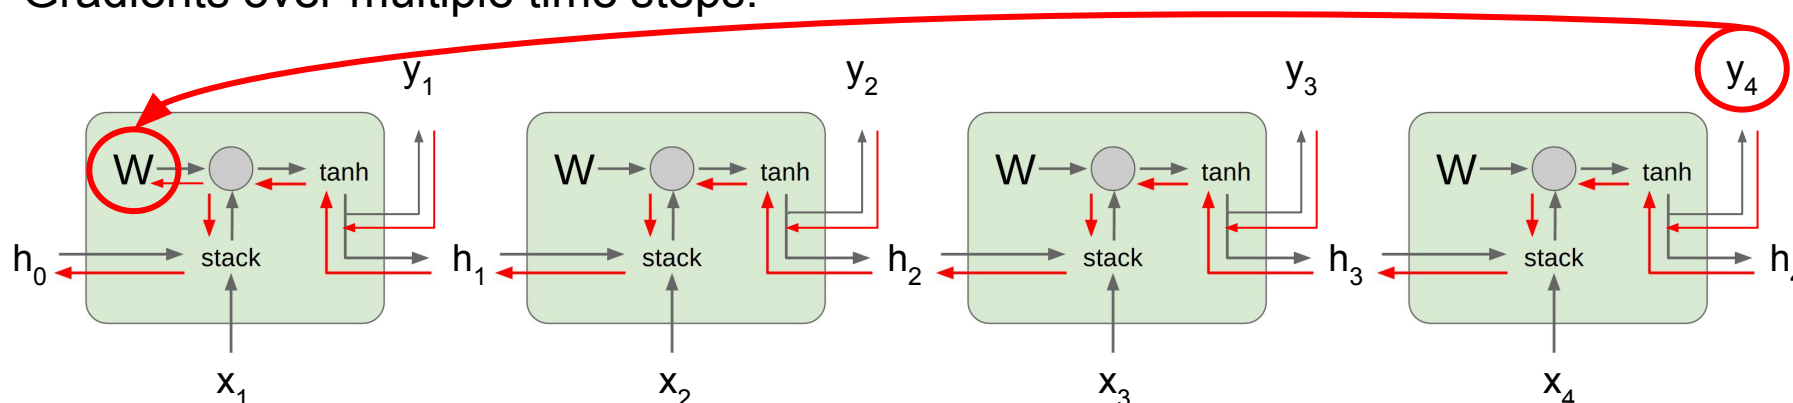 Gradients over multiple time steps:
y1 y2 y3 y4
W tanh W tanh W tanh W tanh
h0 stack h1 stack h2 stack h3 stack
x1 x2 x3 x4